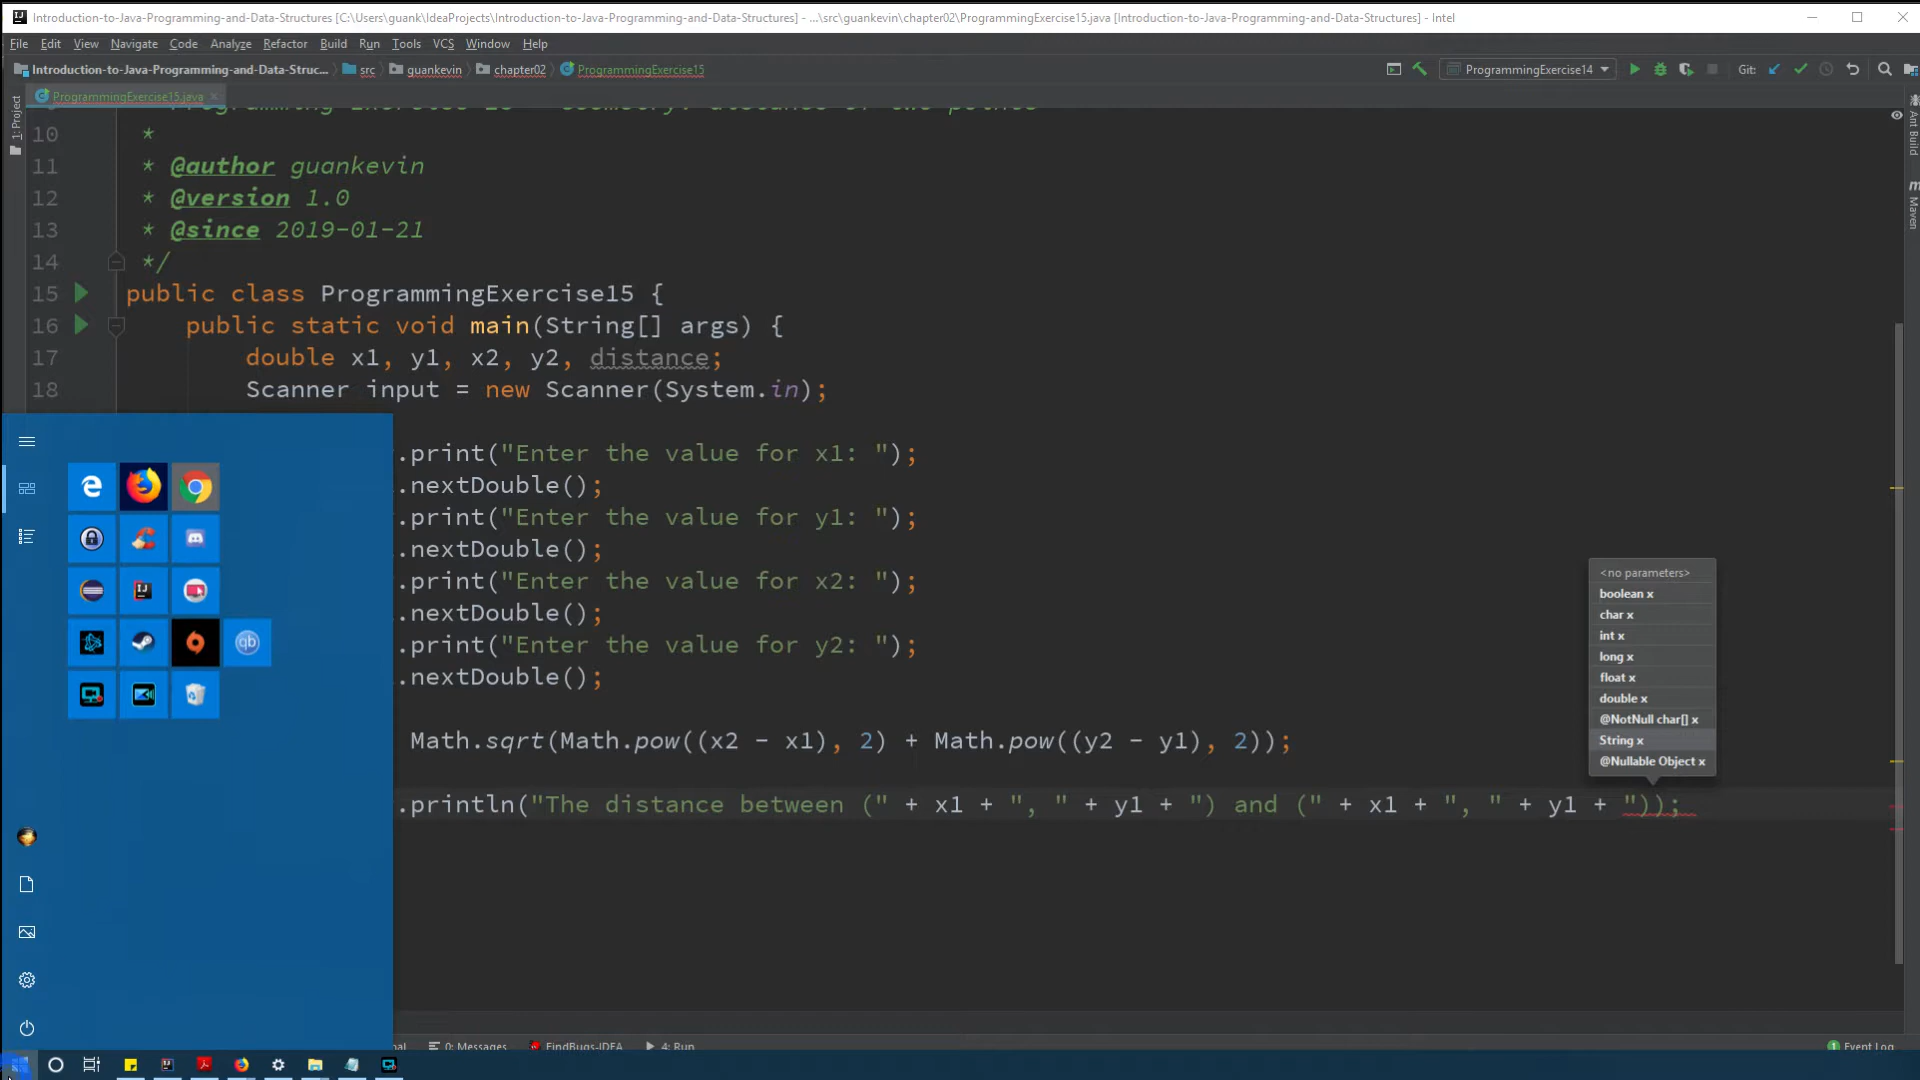 Introduction-to-Java-Programming-and-Data-Structures [C:\Users\guank\IdeaProjects\Introduction-to-Java-Programming-and-Data-Structures] - ...\src\guankevin\chapter02\ProgrammingExercise15.java [Introduction-to-Java-Programming-and-Data-Structures] - Intel
File Edit View Navigate Code Analyze Refactor Build Run Tools VCS Window Help
Introduction-to-Java-Programming-and-Data-Struc... src guankevin chapter02 ProgrammingExercise15 ProgrammingExercise14 Git:
1: Project
ProgrammingExercise15.java
10 *
11 * @author guankevin
12 * @version 1.0
13 * @since 2019-01-21
14 */
15 public class ProgrammingExercise15 {
16 public static void main(String[] args) {
17 double x1, y1, x2, y2, distance;
18 Scanner input = new Scanner(System.in);
.print("Enter the value for x1: ");
.nextDouble();
.print("Enter the value for y1: ");
.nextDouble();
.print("Enter the value for x2: ");
.nextDouble();
.print("Enter the value for y2: ");
.nextDouble();
Math.sqrt(Math.pow((x2 - x1), 2) + Math.pow((y2 - y1), 2));
.println("The distance between (" + x1 + ", " + y1 + ") and (" + x1 + ", " + y1 + "));
<no parameters>
boolean x
char x
int x
long x
float x
double x
@NotNull char[] x
String x
@Nullable Object x
Ant Build
Maven
qb
0: Messages FindBugs-IDEA 4: Run 1 Event Log